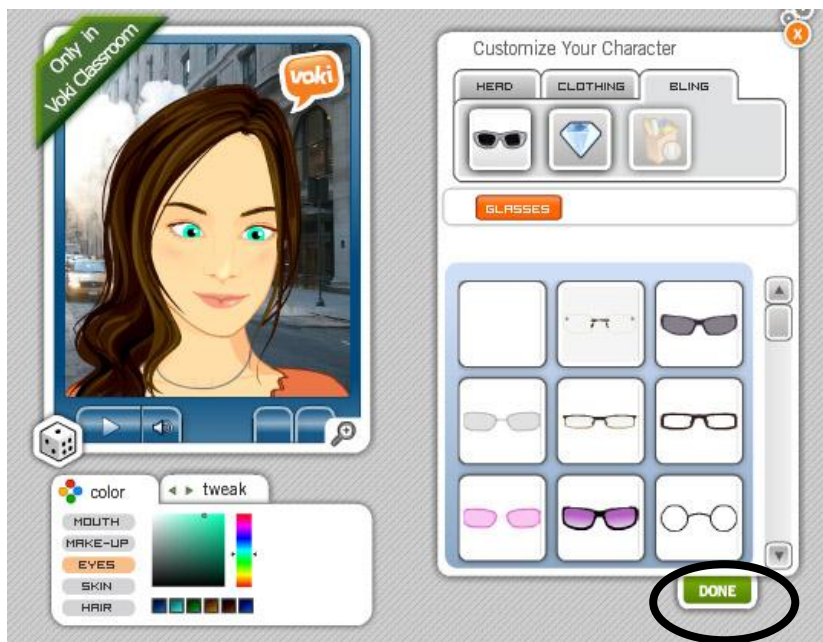 Only in
Voki Classroom
voki
Customize Your Character
HEAD
CLOTHING
BLING
GLASSES
color
tweak
MOUTH
MAKE-UP
EYES
SKIN
HAIR
X
DONE